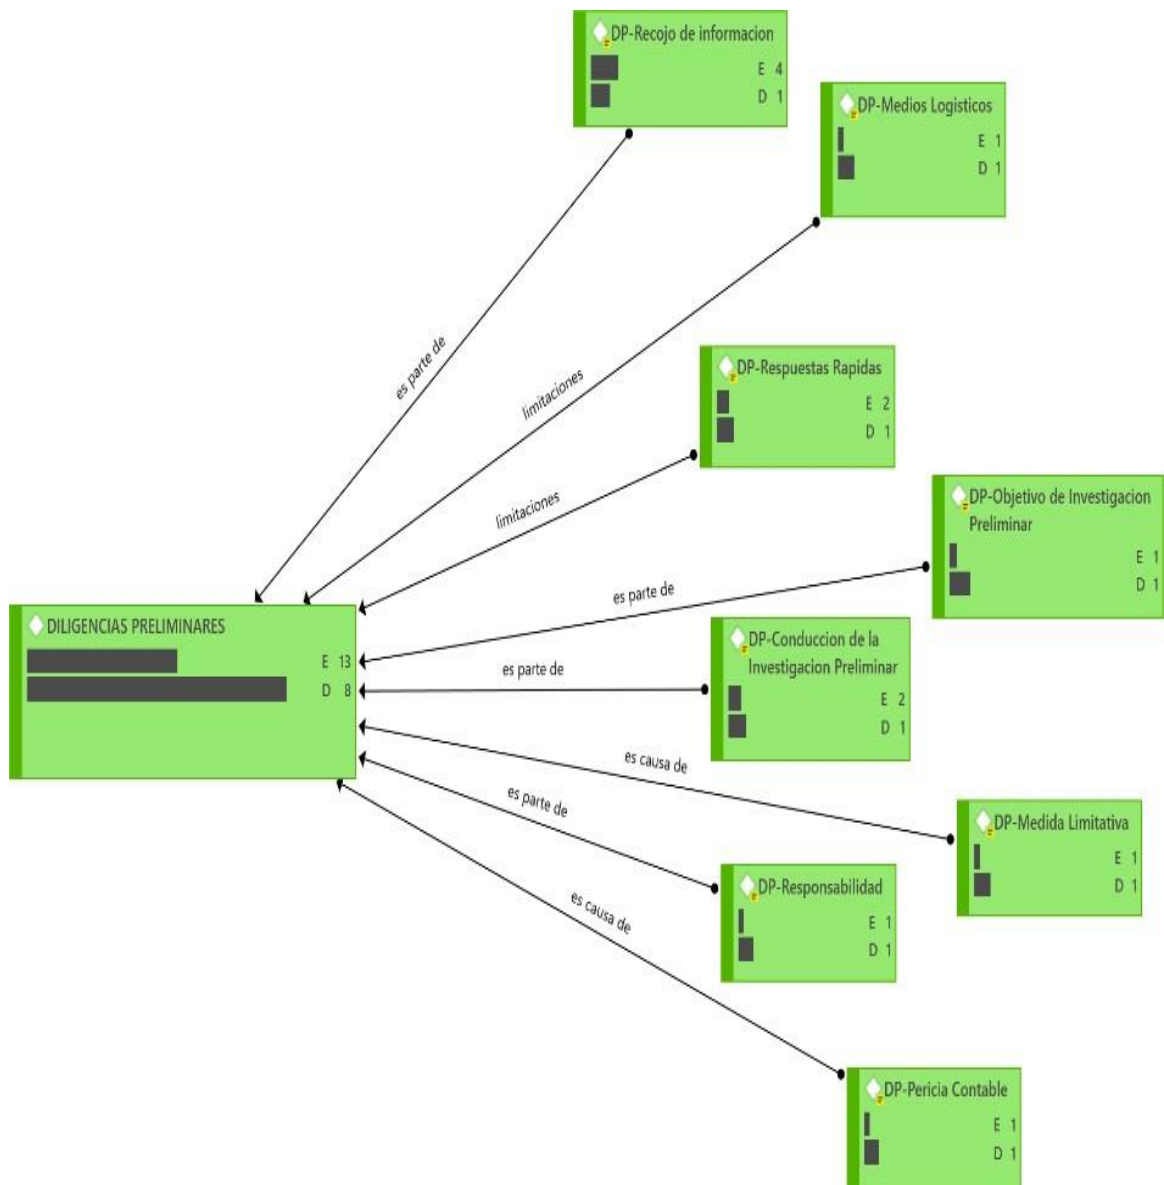 DP-Recojo de informacion
E 4
D 1
DP-Medios Logisticos
E 1
D 1
es parte de
limitaciones
DP-Respuestas Rapidas
E 2
D 1
limitaciones
DP-Objetivo de Investigacion
Preliminar
E 1
D 1
es parte de
DILIGENCIAS PRELIMINARES
E 13
D 8
DP-Conduccion de la
Investigacion Preliminar
E 2
D 1
es parte de
es causa de
DP-Medida Limitativa
E 1
D 1
es parte de
DP-Responsabilidad
E 1
D 1
es causa de
DP-Pericia Contable
E 1
D 1